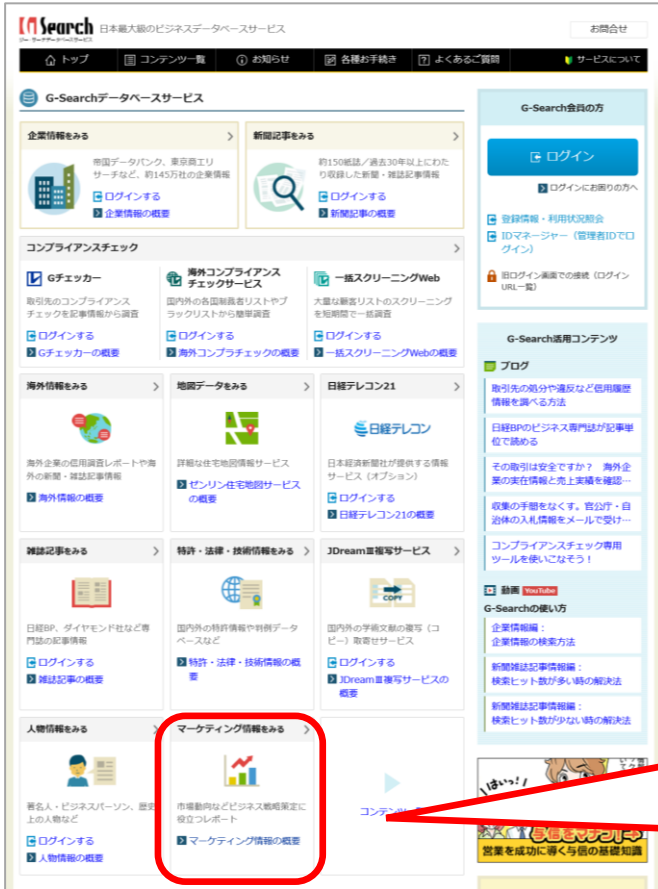 G Search 日本最大級のビジネスデータベースサービス
ジー・サーチデータベースサービス
お問合せ
トップ
コンテンツ一覧
お知らせ
各種お手続き
よくあるご質問
サービスについて
G-Searchデータベースサービス
企業情報をみる
帝国データバンク、東京商工リ
サーチなど、約145万社の企業情報
ログインする
企業情報の概要
新聞記事をみる
約150紙誌／過去30年以上にわた
り収録した新聞・雑誌記事情報
ログインする
新聞記事の概要
コンプライアンスチェック
Gチェッカー
取引先のコンプライアンス
チェックを記事情報から調査
ログインする
Gチェッカーの概要
海外コンプライアンス
チェックサービス
国内外の各国制裁者リストやブ
ラックリストから簡単調査
ログインする
海外コンプラチェックの概要
一括スクリーニングWeb
大量な顧客リストのスクリーニング
を短期間で一括調査
ログインする
一括スクリーニングWebの概要
海外情報をみる
海外企業の信用調査レポートや海
外の新聞・雑誌記事情報
海外情報の概要
地図データをみる
詳細な住宅地図情報サービス
ゼンリン住宅地図サービス
の概要
日経テレコン21
日経テレコン
日本経済新聞社が提供する情報
サービス（オプション）
ログインする
日経テレコン21の概要
雑誌記事をみる
日経BP、ダイヤモンド社など専
門誌の記事情報
ログインする
雑誌記事の概要
特許・法律・技術情報をみる
国内外の特許情報や判例データ
ベースなど
特許・法律・技術情報の概
要
JDreamⅢ複写サービス
COPY
国内外の学術文献の複写（コ
ピー）取寄せサービス
ログインする
JDreamⅢ複写サービスの
概要
人物情報をみる
著名人・ビジネスパーソン、歴史
上の人物など
ログインする
人物情報の概要
マーケティング情報をみる
市場動向などビジネス戦略策定に
役立つレポート
マーケティング情報の概要
コンテンツ
G-Search会員の方
ログイン
ログインにお困りの方へ
登録情報・利用状況照会
IDマネージャー（管理者IDでロ
グイン）
旧ログイン画面での接続（ログイン
URL一覧）
G-Search活用コンテンツ
ブログ
取引先の処分や違反など信用履歴
情報を調べる方法
日経BPのビジネス専門誌が記事単
位で読める
その取引は安全ですか？ 海外企
業の実在情報と売上実績を確認…
収集の手間をなくす。官公庁・自
治体の入札情報をメールで受け…
コンプライアンスチェック専用
ツールを使いこなそう！
動画 YouTube
G-Searchの使い方
企業情報編：
企業情報の検索方法
新聞雑誌記事情報編：
検索ヒット数が多い時の解決法
新聞雑誌記事情報編：
検索ヒット数が少ない時の解決法
はいっ！
与信をマナブ
営業を成功に導く与信の基礎知識